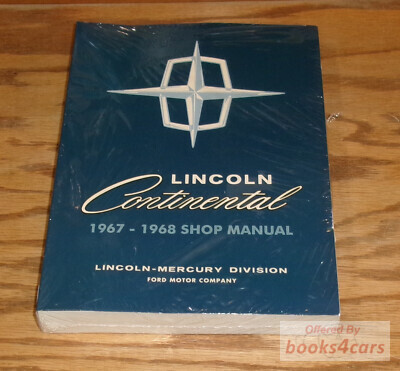 LINCOLN
Continental
1967 - 1968 SHOP MANUAL
LINCOLN-MERCURY DIVISION
FORD MOTOR COMPANY
Offered By
books4cars